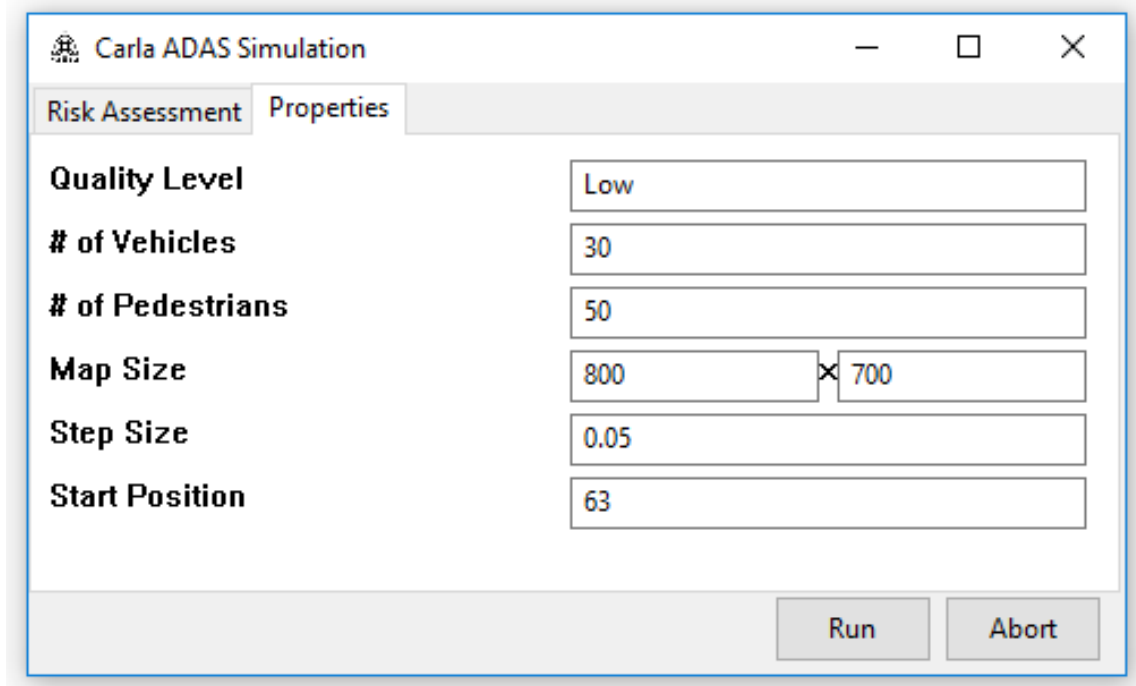 Carla ADAS Simulation
Risk Assessment Properties
Quality Level Low
# of Vehicles 30
# of Pedestrians 50
Map Size 800 × 700
Step Size 0.05
Start Position 63
Run Abort